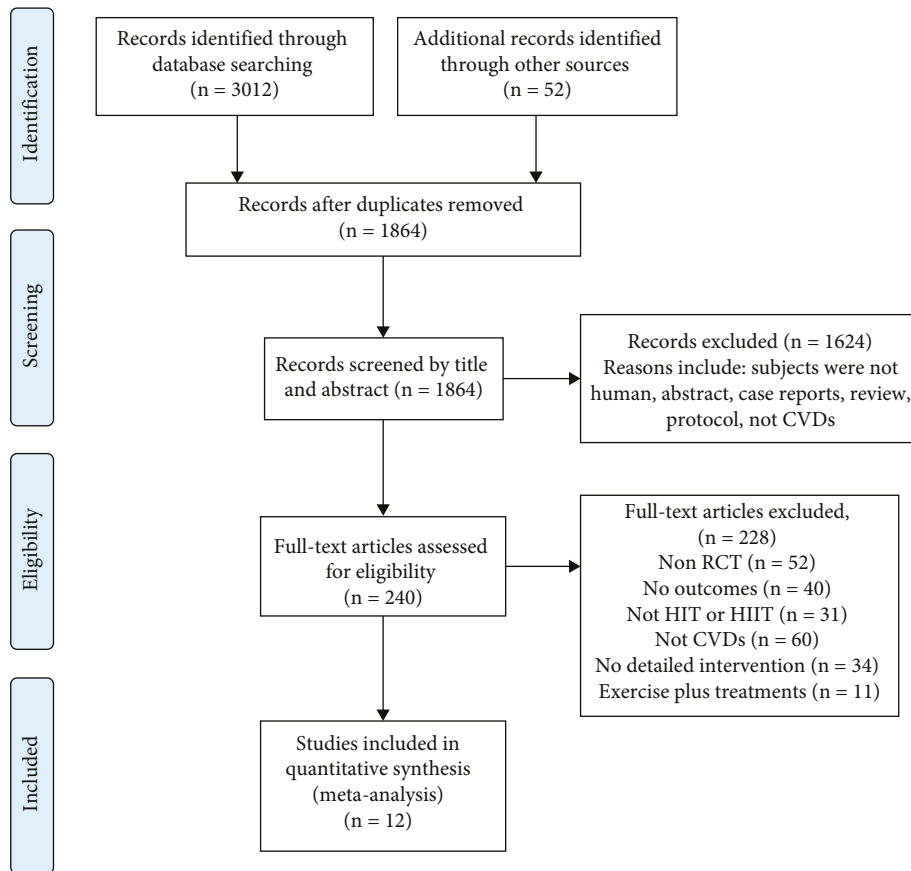 Identification
Records identified through
database searching
(n = 3012)
Additional records identified
through other sources
(n = 52)
Records after duplicates removed
(n = 1864)
Screening
Records screened by title
and abstract (n = 1864)
Records excluded (n = 1624)
Reasons include: subjects were not
human, abstract, case reports, review,
protocol, not CVDs
Eligibility
Full-text articles assessed
for eligibility
(n = 240)
Full-text articles excluded,
(n = 228)
Non RCT (n = 52)
No outcomes (n = 40)
Not HIT or HIIT (n = 31)
Not CVDs (n = 60)
No detailed intervention (n = 34)
Exercise plus treatments (n = 11)
Included
Studies included in
quantitative synthesis
(meta-analysis)
n = 12)